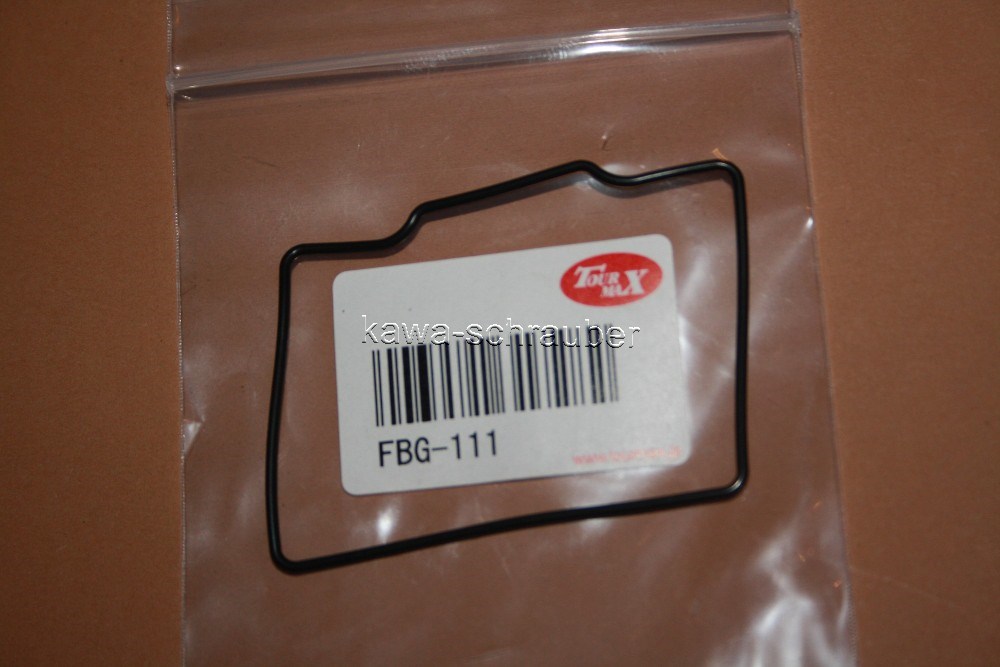 TOUR
MAX
kawa-schrauber
FBG-111